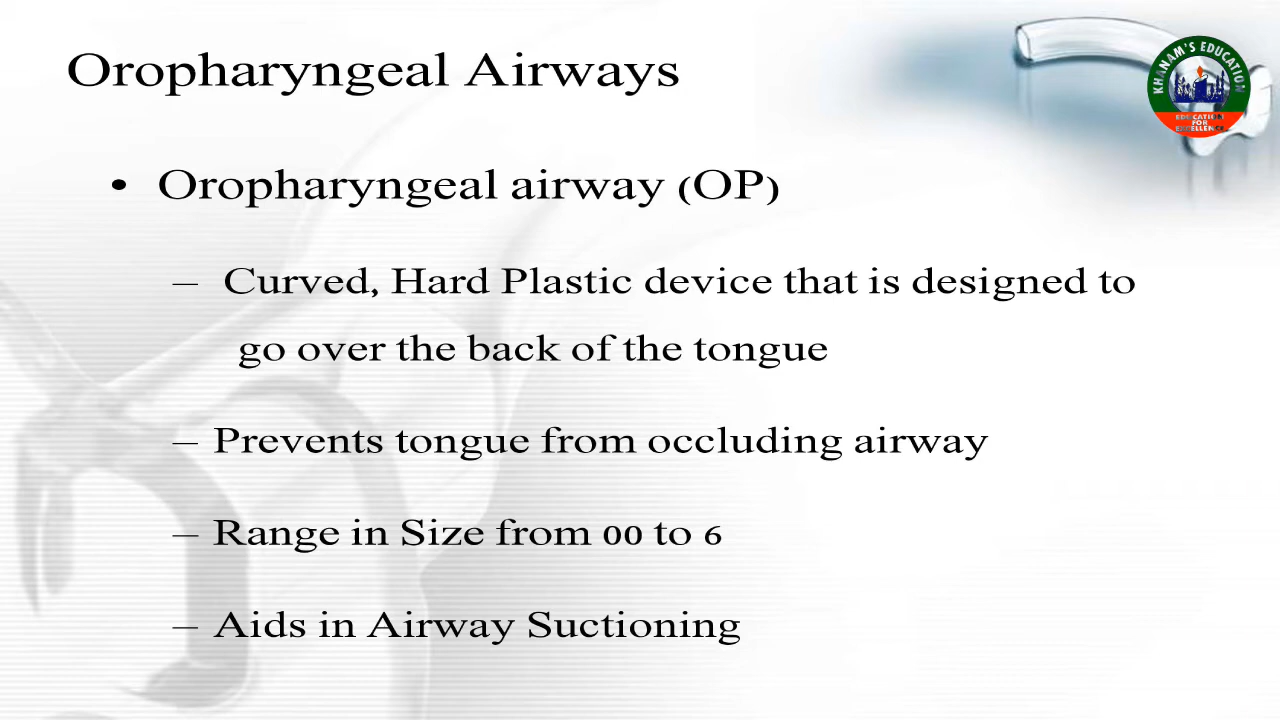 Oropharyngeal Airways
KHANAM'S EDUCATION
EDUCATION
FOR
EXCELLENCE
• Oropharyngeal airway (OP)
– Curved, Hard Plastic device that is designed to
go over the back of the tongue
– Prevents tongue from occluding airway
– Range in Size from 00 to 6
– Aids in Airway Suctioning